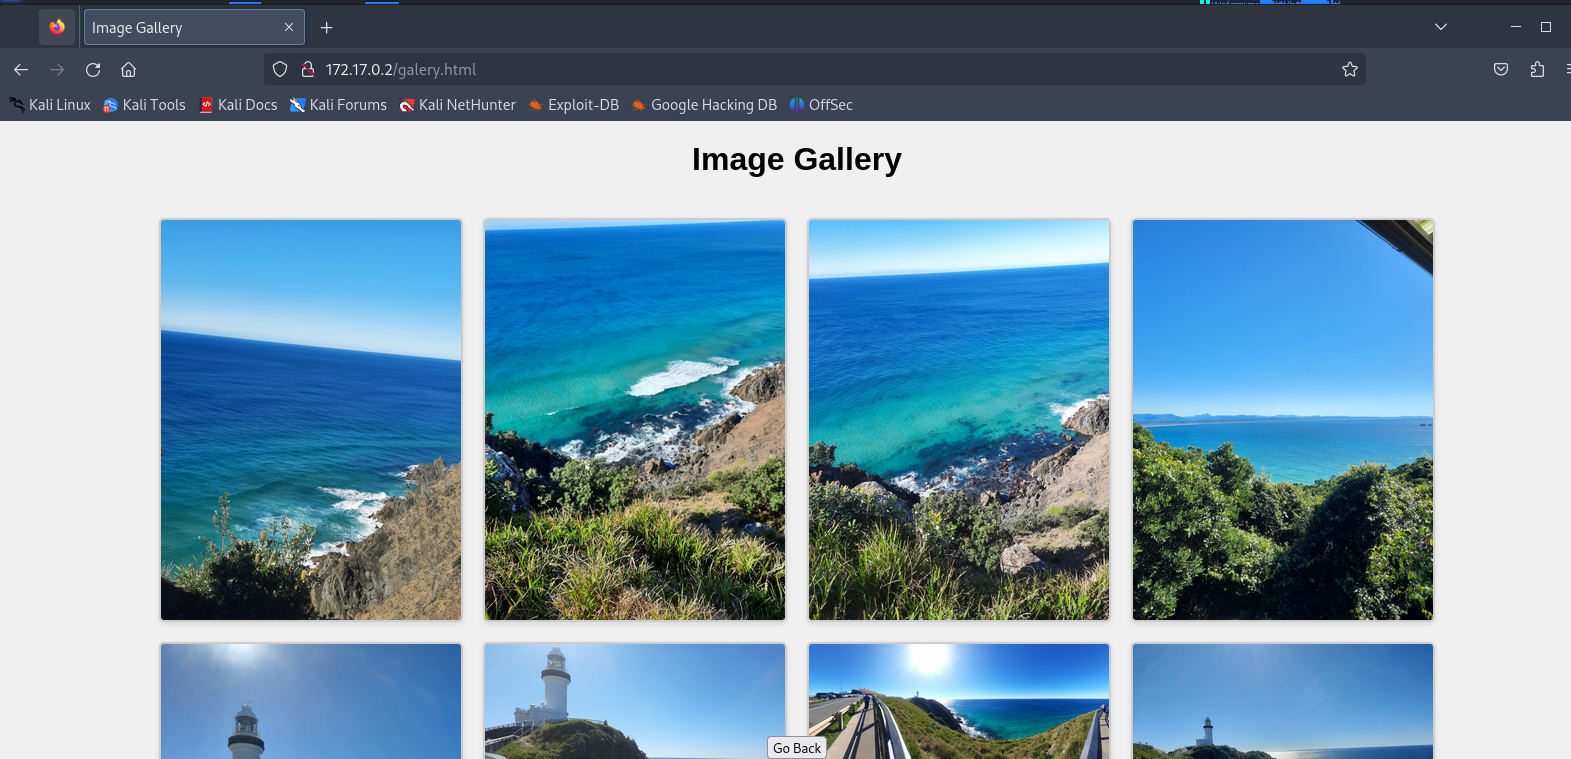 Image Gallery
172.17.0.2/galery.html
Kali Linux Kali Tools Kali Docs Kali Forums Kali NetHunter Exploit-DB Google Hacking DB OffSec
Image Gallery
Go Back